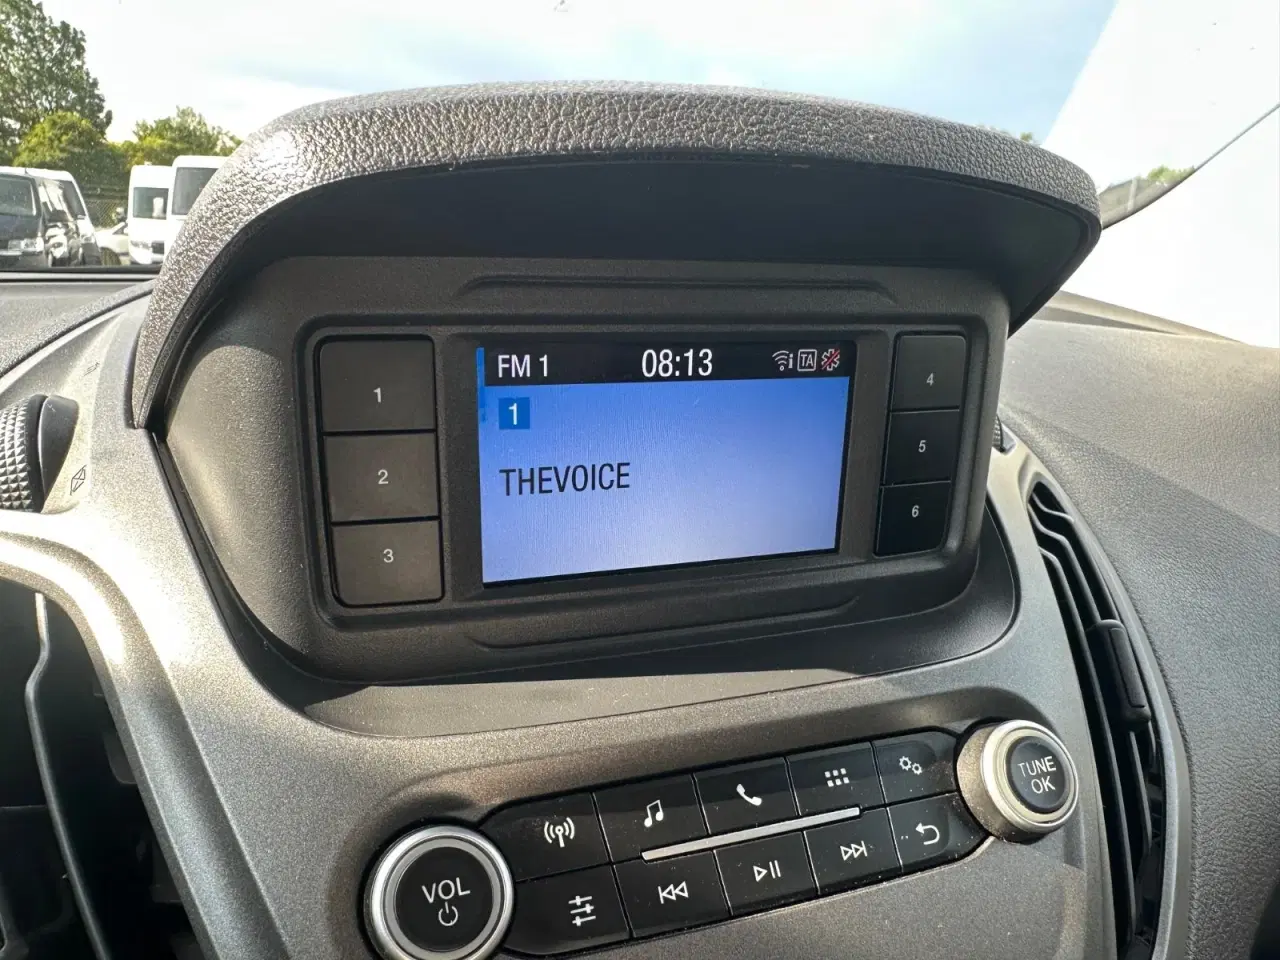 FM 1 08:13 TA
1
THEVOICE
1
2
3
4
5
6
VOL
TUNE
OK